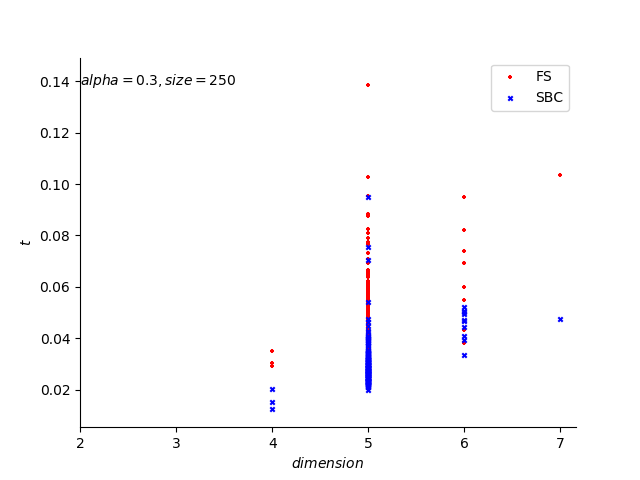 alpha = 0.3, size = 250
FS
SBC
0.14
0.12
0.10
0.08
0.06
0.04
0.02
t
2 3 4 5 6 7
dimension